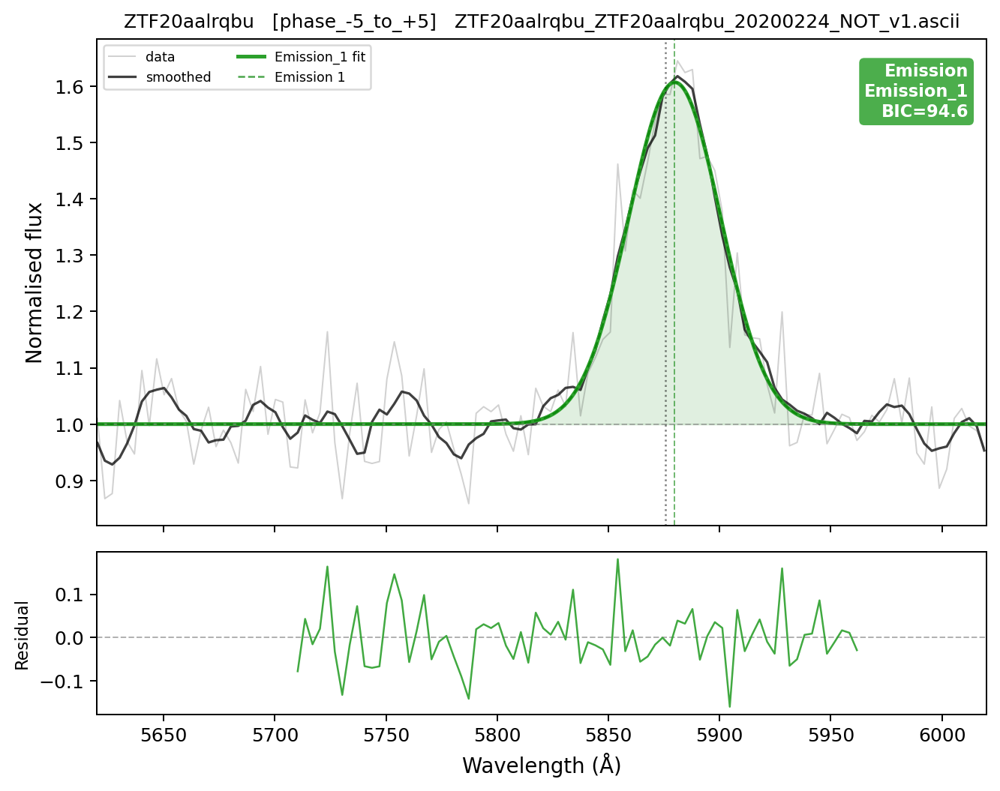 ZTF20aalrqbu   [phase_-5_to_+5]   ZTF20aalrqbu_ZTF20aalrqbu_20200224_NOT_v1.ascii
data
smoothed
Emission_1 fit
Emission 1
Emission
Emission_1
BIC=94.6
Normalised flux
1.6
1.5
1.4
1.3
1.2
1.1
1.0
0.9
Residual
0.1
0.0
−0.1
5650
5700
5750
5800
5850
5900
5950
6000
Wavelength (Å)